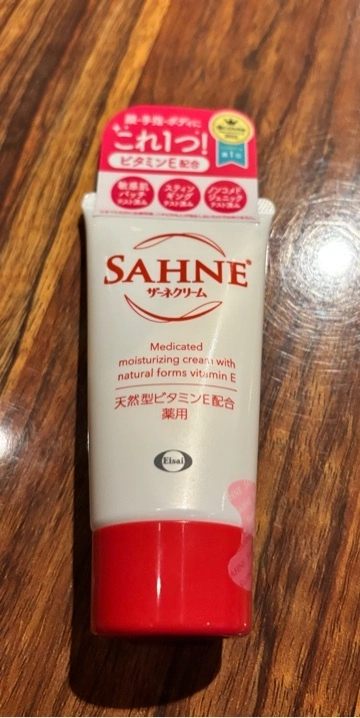 顔・手指・ボディに
これ1つ!
ビタミンE配合
敏感肌
パッチ
テスト済み
スティン
ギング
テスト済み
ノンコメド
ジェニック
テスト済み
SAHNE®
ザーネクリーム
Medicated
moisturizing cream with
natural forms vitamin E
天然型ビタミンE配合
薬用
Eisai